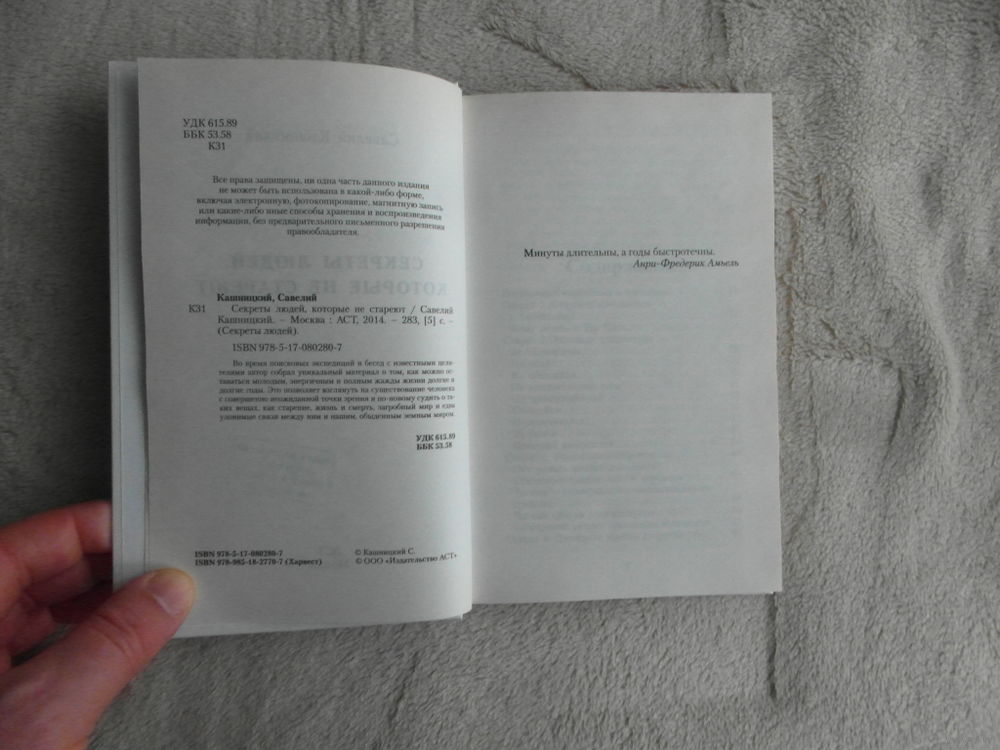 УДК 615.89
ББК 53.58
К31
Все права защищены, ни одна часть данного издания
не может быть использована в какой-либо форме,
включая электронную, фотокопирование, магнитную запись
или какие-либо иные способы хранения и воспроизведения
информации, без предварительного письменного разрешения
правообладателя.
СЕКРЕТЫ ЛЮДЕЙ
КОТОРЫЕ НЕ СТАРЕЮТ
Кашницкий, Савелий
К31 Секреты людей, которые не стареют / Савелий
Кашницкий. – Москва : АСТ, 2014. – 283, [5] с. –
(Секреты людей).
ISBN 978-5-17-080280-7
Во время поисковых экспедиций и бесед с известными цели-
телями автор собрал уникальный материал о том, как можно ос-
таваться молодым, энергичным и полным жажды жизни долгие и
долгие годы. Это позволяет взглянуть на существование человека
с совершенно неожиданной точки зрения и по-новому судить о та-
ких вещах, как старение, жизнь и смерть, загробный мир и едва
уловимые связи между ним и нашим, обыденным земным миром.
УДК 615.89
ББК 53.58
ISBN 978-5-17-080280-7
ISBN 978-985-18-2770-7 (Харвест)
© Кашницкий С.
© ООО «Издательство АСТ»
Минуты длительны, а годы быстротечны.
Анри-Фредерик Амьель